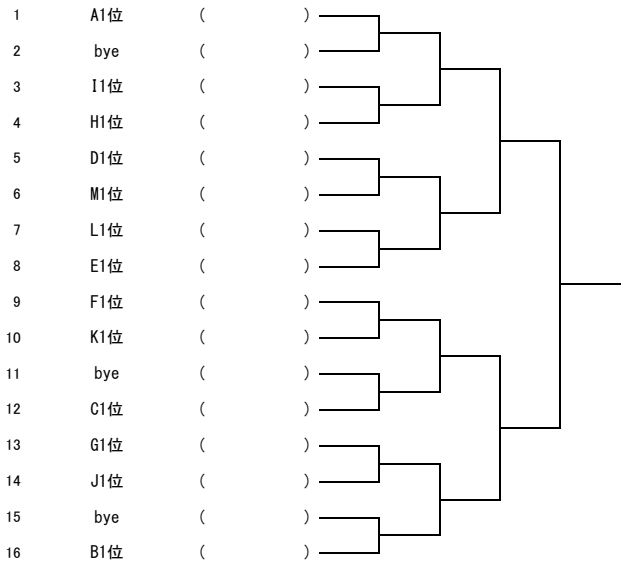 1 A1位 ( )
2 bye ( )
3 I1位 ( )
4 H1位 ( )
5 D1位 ( )
6 M1位 ( )
7 L1位 ( )
8 E1位 ( )
9 F1位 ( )
10 K1位 ( )
11 bye ( )
12 C1位 ( )
13 G1位 ( )
14 J1位 ( )
15 bye ( )
16 B1位 ( )